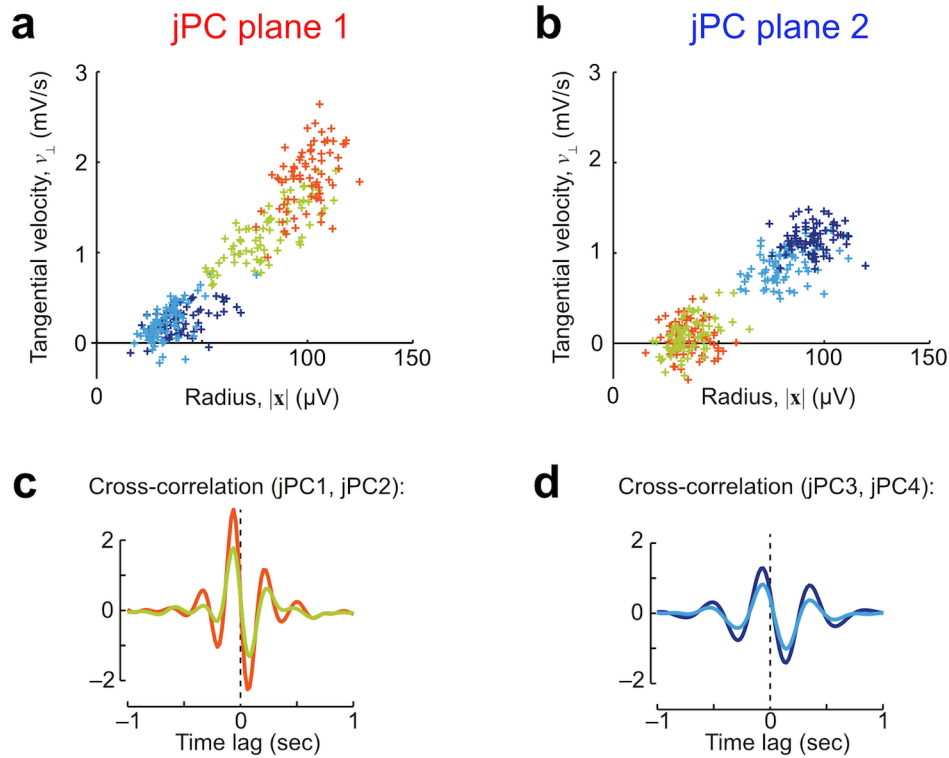 a
jPC plane 1
Tangential velocity, v⊥ (mV/s)
3
2
1
0
0
100
150
Radius, |x| (μV)
b
jPC plane 2
Tangential velocity, v⊥ (mV/s)
3
2
1
0
0
100
150
Radius, |x| (μV)
c
Cross-correlation (jPC1, jPC2):
2
0
–2
–1
0
1
Time lag (sec)
d
Cross-correlation (jPC3, jPC4):
2
0
–2
–1
0
1
Time lag (sec)